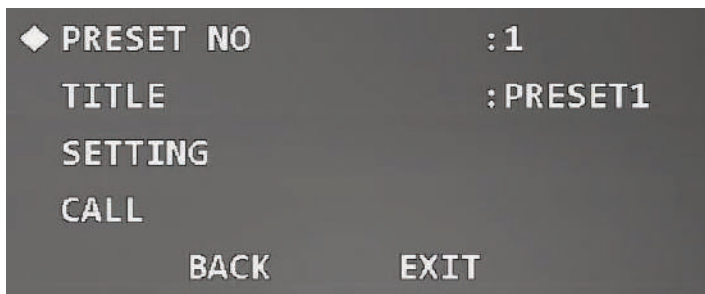 PRESET NO :1
TITLE :PRESET1
SETTING
CALL
BACK EXIT